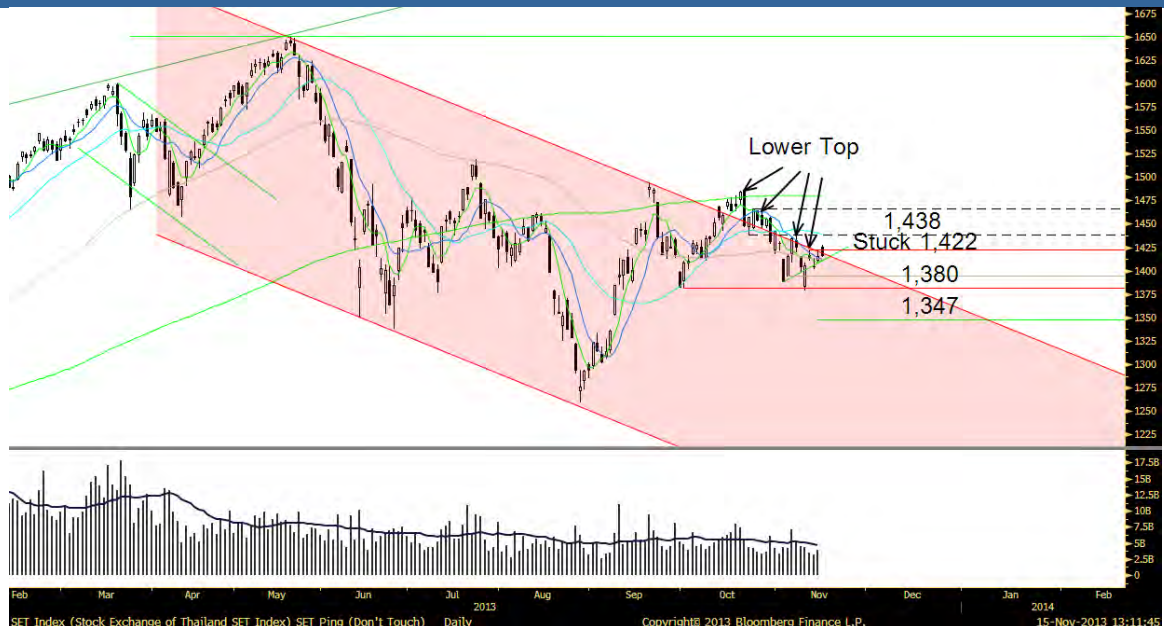 1675
1650
1625
1600
1575
1550
1525
1500
1475
1450
1425
1400
1375
1350
1325
1300
1275
1250
1225
Lower Top
1,438
Stuck 1,422
1,380
1,347
17.5B
15B
12.5B
10B
7.5B
5B
2.5B
0
Feb Mar Apr May Jun Jul Aug Sep Oct Nov Dec Jan Feb
2013 2014
SET Index (Stock Exchange of Thailand SET Index) SET Ping (Don't Touch) Daily Copyright© 2013 Bloomberg Finance L.P. 15-Nov-2013 13:11:45